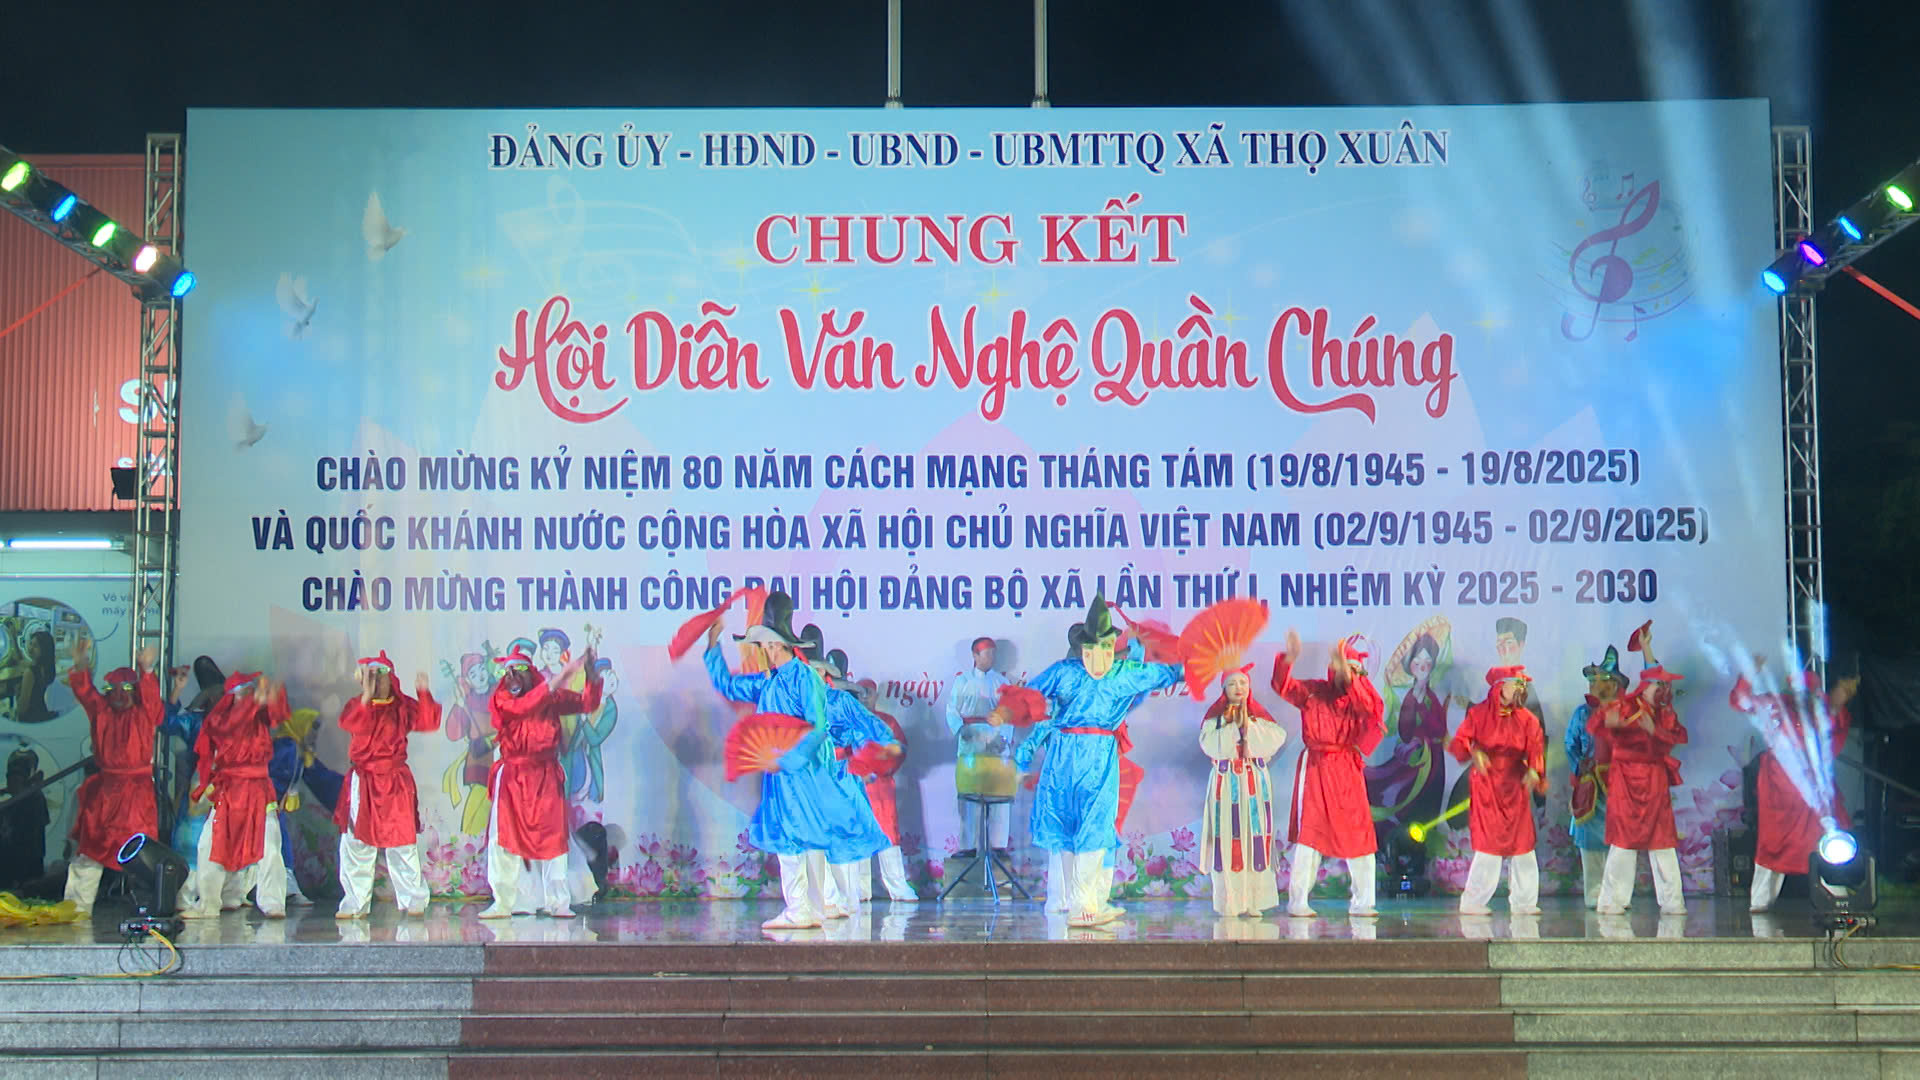 ĐẢNG ỦY - HĐND - UBND - UBMTTQ XÃ THỌ XUÂN
CHUNG KẾT
Hội Diễn Văn Nghệ Quần Chúng
CHÀO MỪNG KỶ NIỆM 80 NĂM CÁCH MẠNG THÁNG TÁM (19/8/1945 - 19/8/2025)
VÀ QUỐC KHÁNH NƯỚC CỘNG HÒA XÃ HỘI CHỦ NGHĨA VIỆT NAM (02/9/1945 - 02/9/2025)
CHÀO MỪNG THÀNH CÔNG ĐẠI HỘI ĐẢNG BỘ XÃ LẦN THỨ I, NHIỆM KỲ 2025 - 2030
ngày